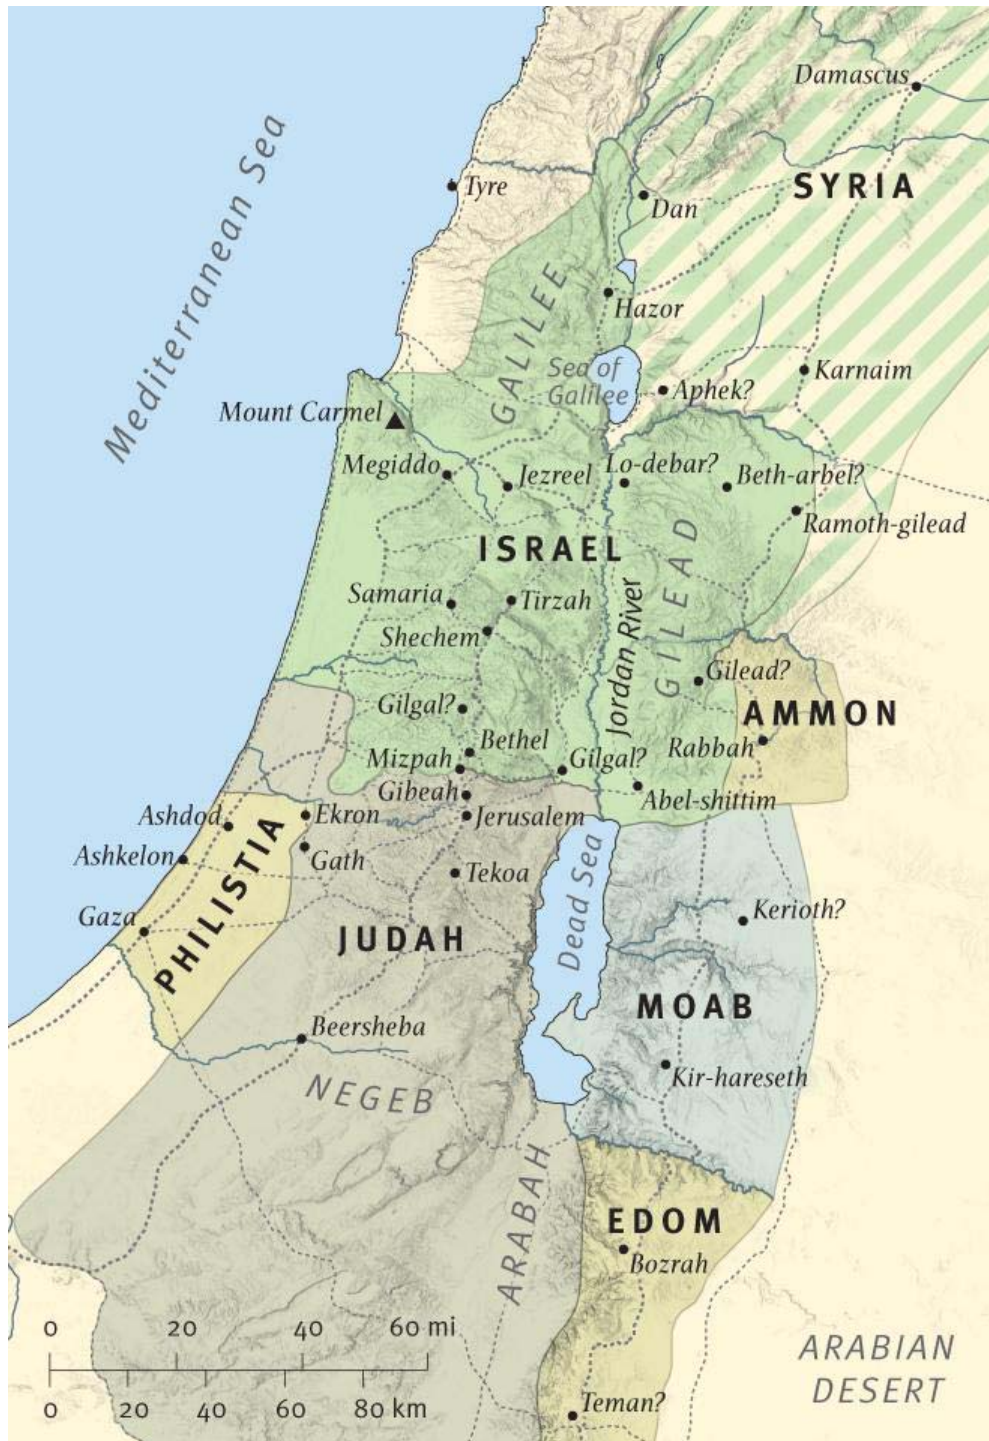 Damascus
Mediterranean Sea
Tyre
SYRIA
Dan
GALILEE
Hazor
Sea of
Galilee
Karnaim
Aphek?
Mount Carmel
Megiddo
Jezreel
Lo-debar?
Beth-arbel?
Ramoth-gilead
ISRAEL
GILEAD
Jordan River
Samaria
Tirzah
Shechem
Gilead?
AMMON
Gilgal?
Bethel
Rabbah
Mizpah
Gilgal?
Gibeah
Abel-shittim
Ashdod
Ekron
Jerusalem
PHILISTIA
Ashkelon
Gath
Tekoa
Dead Sea
Gaza
JUDAH
Kerioth?
MOAB
Beersheba
Kir-hareseth
NEGEB
ARABAH
EDOM
Bozrah
0 20 40 60 mi
0 20 40 60 80 km
ARABIAN
DESERT
Teman?